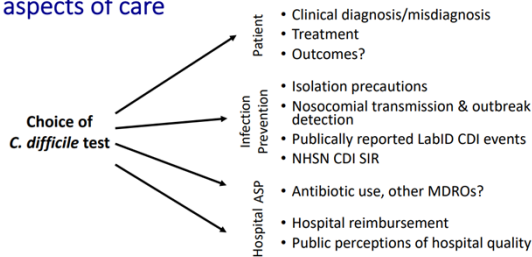 aspects of care
Choice of
C. difficile test
Patient
• Clinical diagnosis/misdiagnosis
• Treatment
• Outcomes?
Infection
Prevention
• Isolation precautions
• Nosocomial transmission & outbreak
detection
• Publically reported LabID CDI events
• NHSN CDI SIR
ASP
• Antibiotic use, other MDROs?
Hospital
• Hospital reimbursement
• Public perceptions of hospital quality